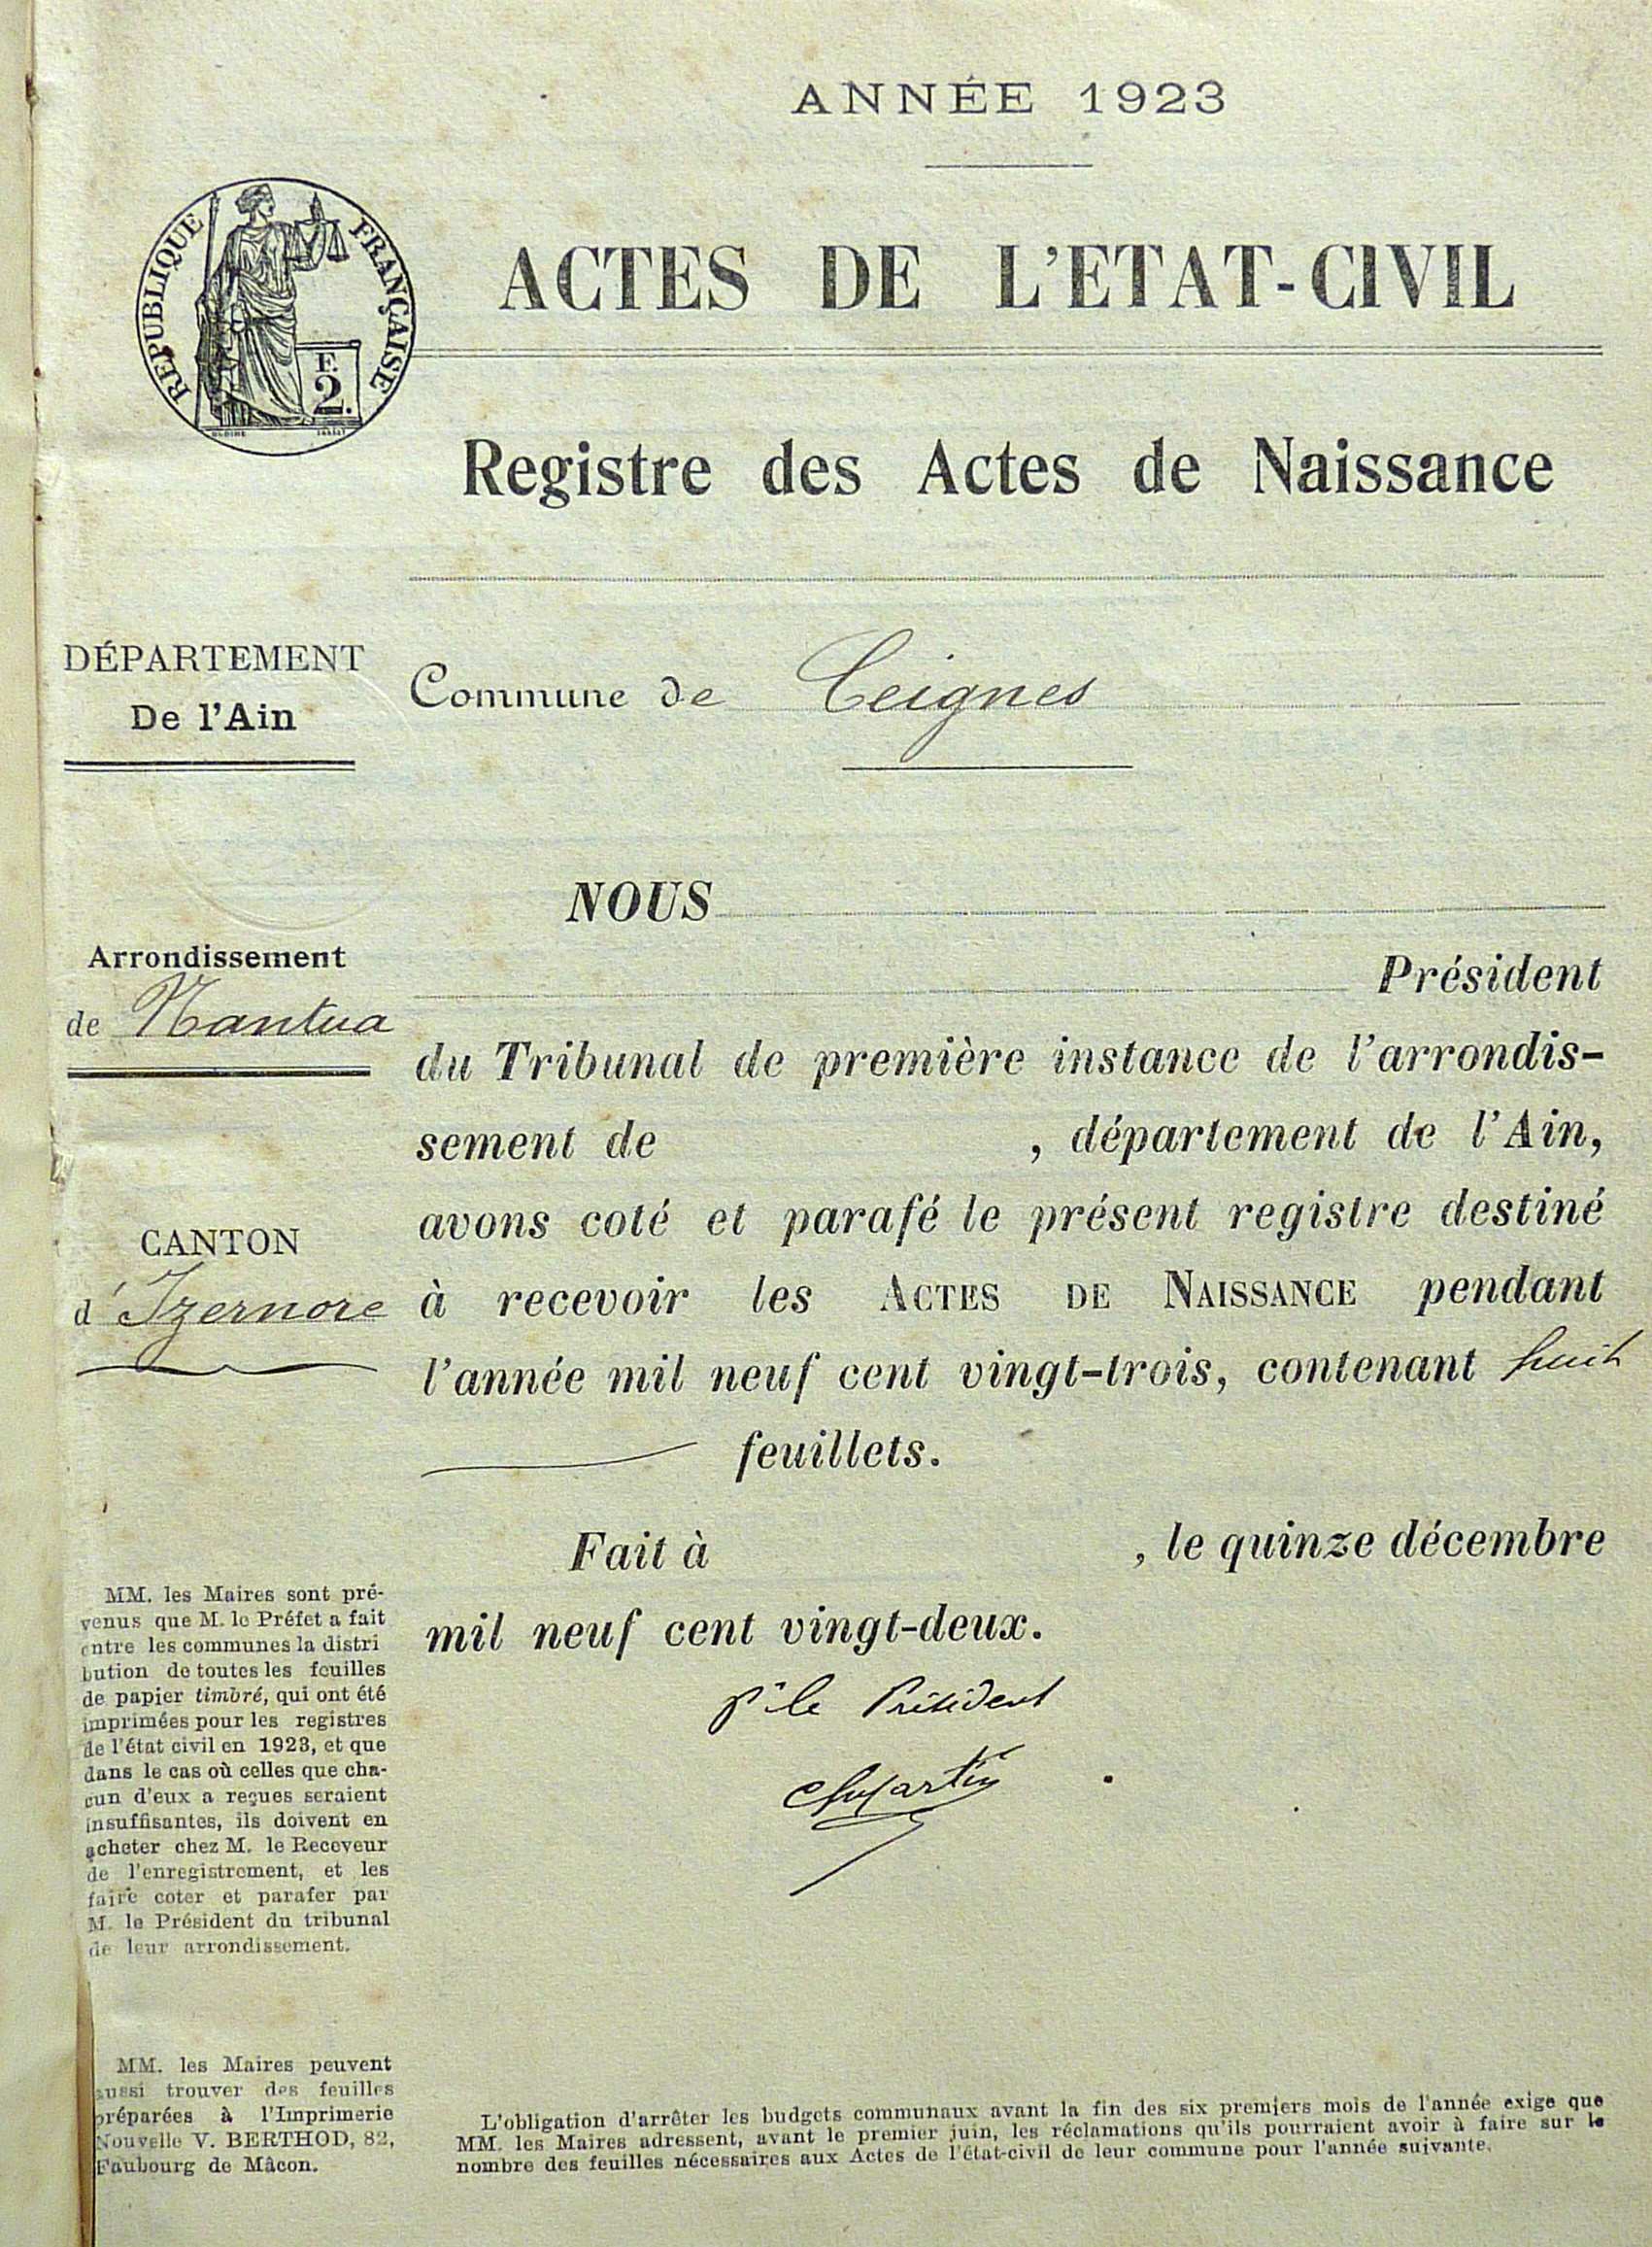 ANNÉE 1923
RÉPUBLIQUE FRANÇAISE
F.
2.
ACTES DE L'ETAT-CIVIL
Registre des Actes de Naissance
DÉPARTEMENT
De l'Ain
Commune de Ceignes
Arrondissement
de Nantua
CANTON
d'Izernore
NOUS
Président
du Tribunal de première instance de l'arrondis-
sement de , département de l'Ain,
avons coté et parafé le présent registre destiné
à recevoir les ACTES DE NAISSANCE pendant
l'année mil neuf cent vingt-trois, contenant huit
feuillets.
Fait à , le quinze décembre
mil neuf cent vingt-deux.
pr le Président
MM. les Maires sont pré-
venus que M. le Préfet a fait
entre les communes la distri
bution de toutes les feuilles
de papier timbré, qui ont été
imprimées pour les registres
de l'état civil en 1923, et que
dans le cas où celles que cha-
cun d'eux a reçues seraient
insuffisantes, ils doivent en
acheter chez M. le Receveur
de l'enregistrement, et les
faire coter et parafer par
M. le Président du tribunal
de leur arrondissement.
MM. les Maires peuvent
aussi trouver des feuilles
préparées à l'Imprimerie
Nouvelle V. BERTHOD, 82,
Faubourg de Mâcon.
L'obligation d'arrêter les budgets communaux avant la fin des six premiers mois de l'année exige que
MM. les Maires adressent, avant le premier juin, les réclamations qu'ils pourraient avoir à faire sur le
nombre des feuilles nécessaires aux Actes de l'état-civil de leur commune pour l'année suivante.